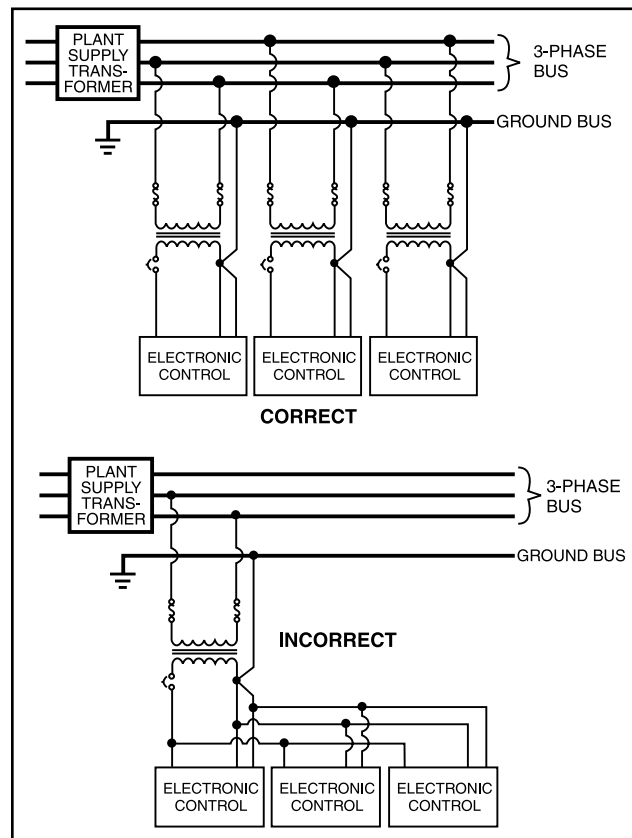 PLANT
SUPPLY
TRANS-
FORMER
3-PHASE
BUS
GROUND BUS
ELECTRONIC
CONTROL
ELECTRONIC
CONTROL
ELECTRONIC
CONTROL
CORRECT
PLANT
SUPPLY
TRANS-
FORMER
3-PHASE
BUS
GROUND BUS
INCORRECT
ELECTRONIC
CONTROL
ELECTRONIC
CONTROL
ELECTRONIC
CONTROL